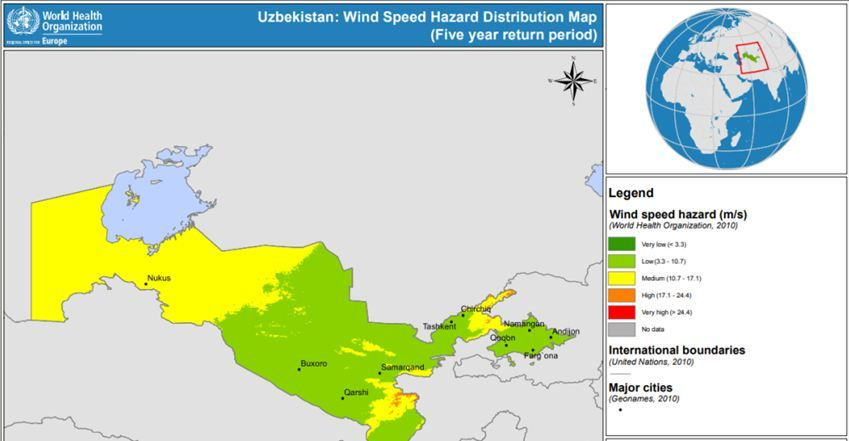 World Health
Organization
REGIONAL OFFICE FOR
Europe
Uzbekistan: Wind Speed Hazard Distribution Map
(Five year return period)
N
W
E
S
Nukus
Chirchiq
Tashkent
Namangan
Andijon
Qoqon
Farg'ona
Buxoro
Samarqand
Qarshi
Legend
Wind speed hazard (m/s)
(World Health Organization, 2010)
Very low (< 3.3)
Low (3.3 - 10.7)
Medium (10.7 - 17.1)
High (17.1 - 24.4)
Very high (> 24.4)
No data
International boundaries
(United Nations, 2010)
Major cities
(Geonames, 2010)